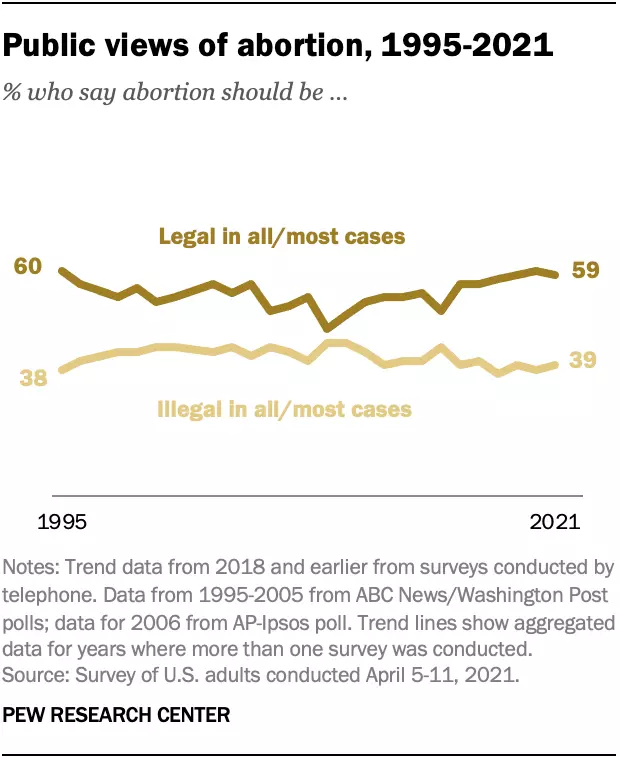 Public views of abortion, 1995-2021
% who say abortion should be ...
Legal in all/most cases
60
59
38
39
Illegal in all/most cases
1995
2021
Notes: Trend data from 2018 and earlier from surveys conducted by
telephone. Data from 1995-2005 from ABC News/Washington Post
polls; data for 2006 from AP-Ipsos poll. Trend lines show aggregated
data for years where more than one survey was conducted.
Source: Survey of U.S. adults conducted April 5-11, 2021.
PEW RESEARCH CENTER